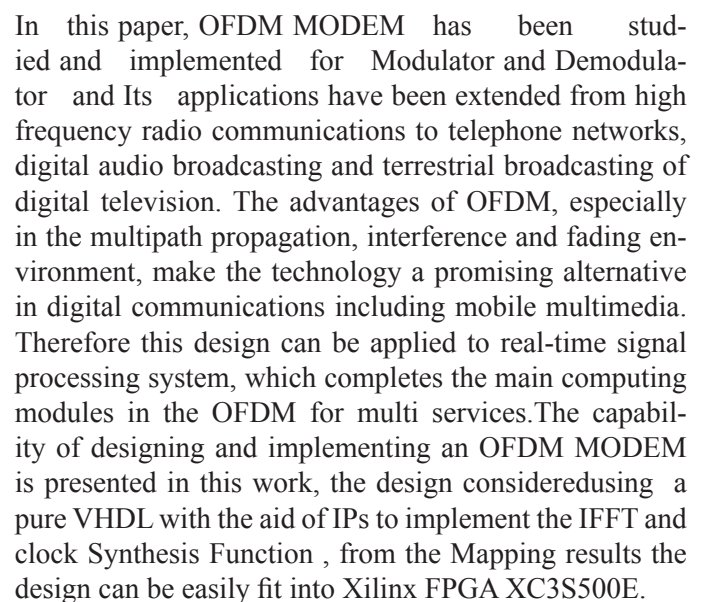 In this paper, OFDM MODEM has been stud-
ied and implemented for Modulator and Demodula-
tor and Its applications have been extended from high
frequency radio communications to telephone networks,
digital audio broadcasting and terrestrial broadcasting of
digital television. The advantages of OFDM, especially
in the multipath propagation, interference and fading en-
vironment, make the technology a promising alternative
in digital communications including mobile multimedia.
Therefore this design can be applied to real-time signal
processing system, which completes the main computing
modules in the OFDM for multi services.The capabil-
ity of designing and implementing an OFDM MODEM
is presented in this work, the design consideredusing a
pure VHDL with the aid of IPs to implement the IFFT and
clock Synthesis Function , from the Mapping results the
design can be easily fit into Xilinx FPGA XC3S500E.